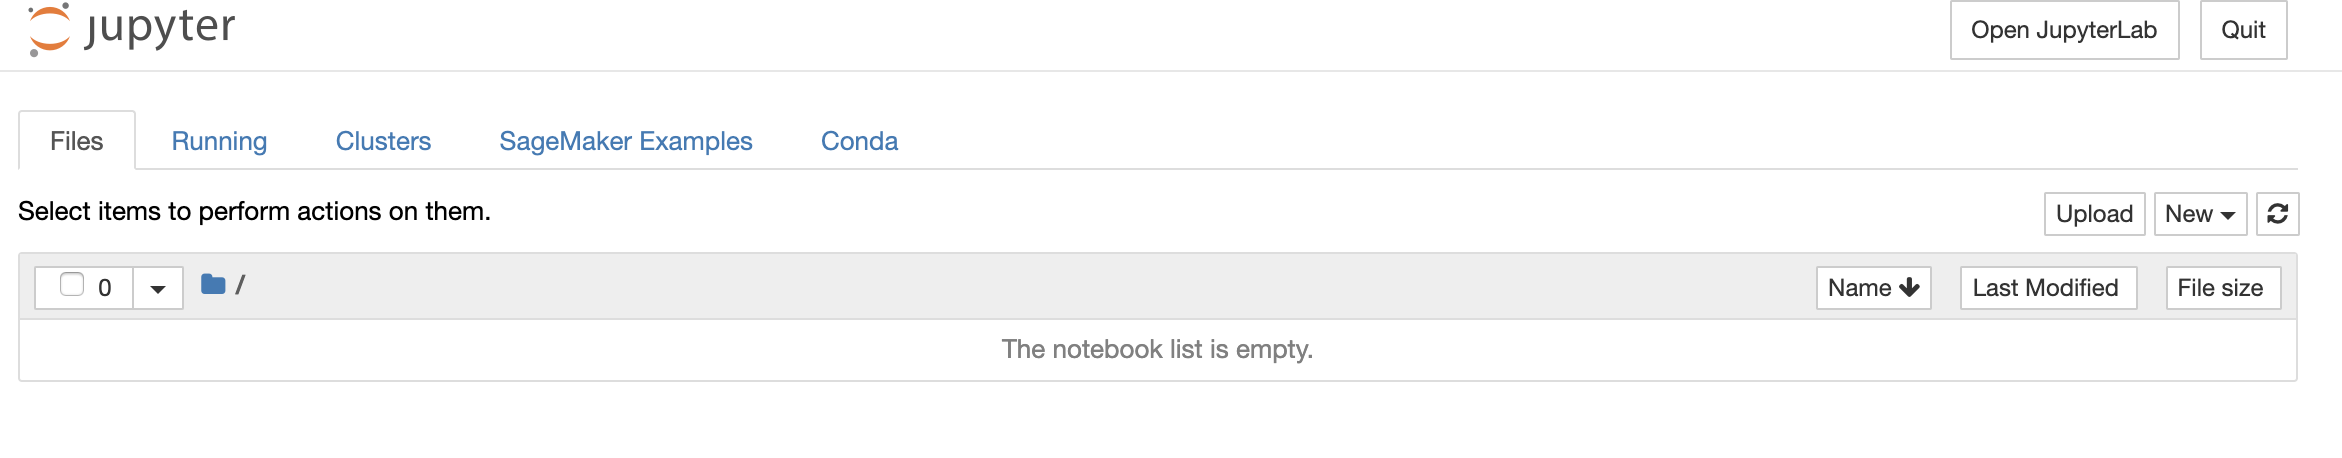 jupyter
Open JupyterLab Quit
Files Running Clusters SageMaker Examples Conda
Select items to perform actions on them.
Upload New
0 / Name Last Modified File size
The notebook list is empty.